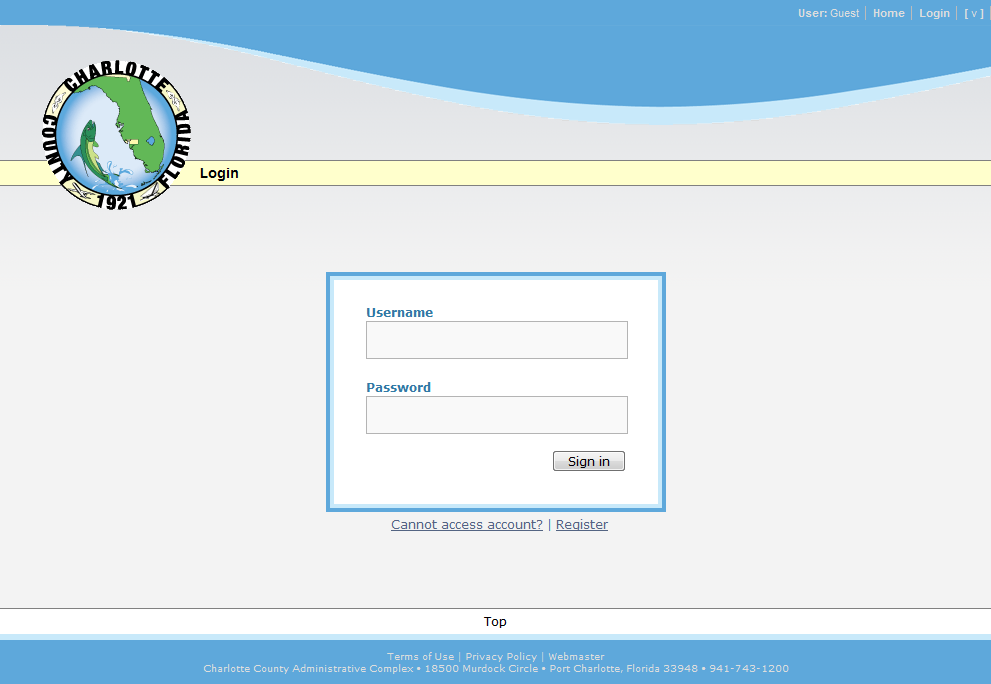 User: Guest | Home | Login | [ v ]
CHARLOTTE
COUNTY
FLORIDA
1921
Login
Username
Password
Sign in
Cannot access account? | Register
Top
Terms of Use | Privacy Policy | Webmaster
Charlotte County Administrative Complex • 18500 Murdock Circle • Port Charlotte, Florida 33948 • 941-743-1200